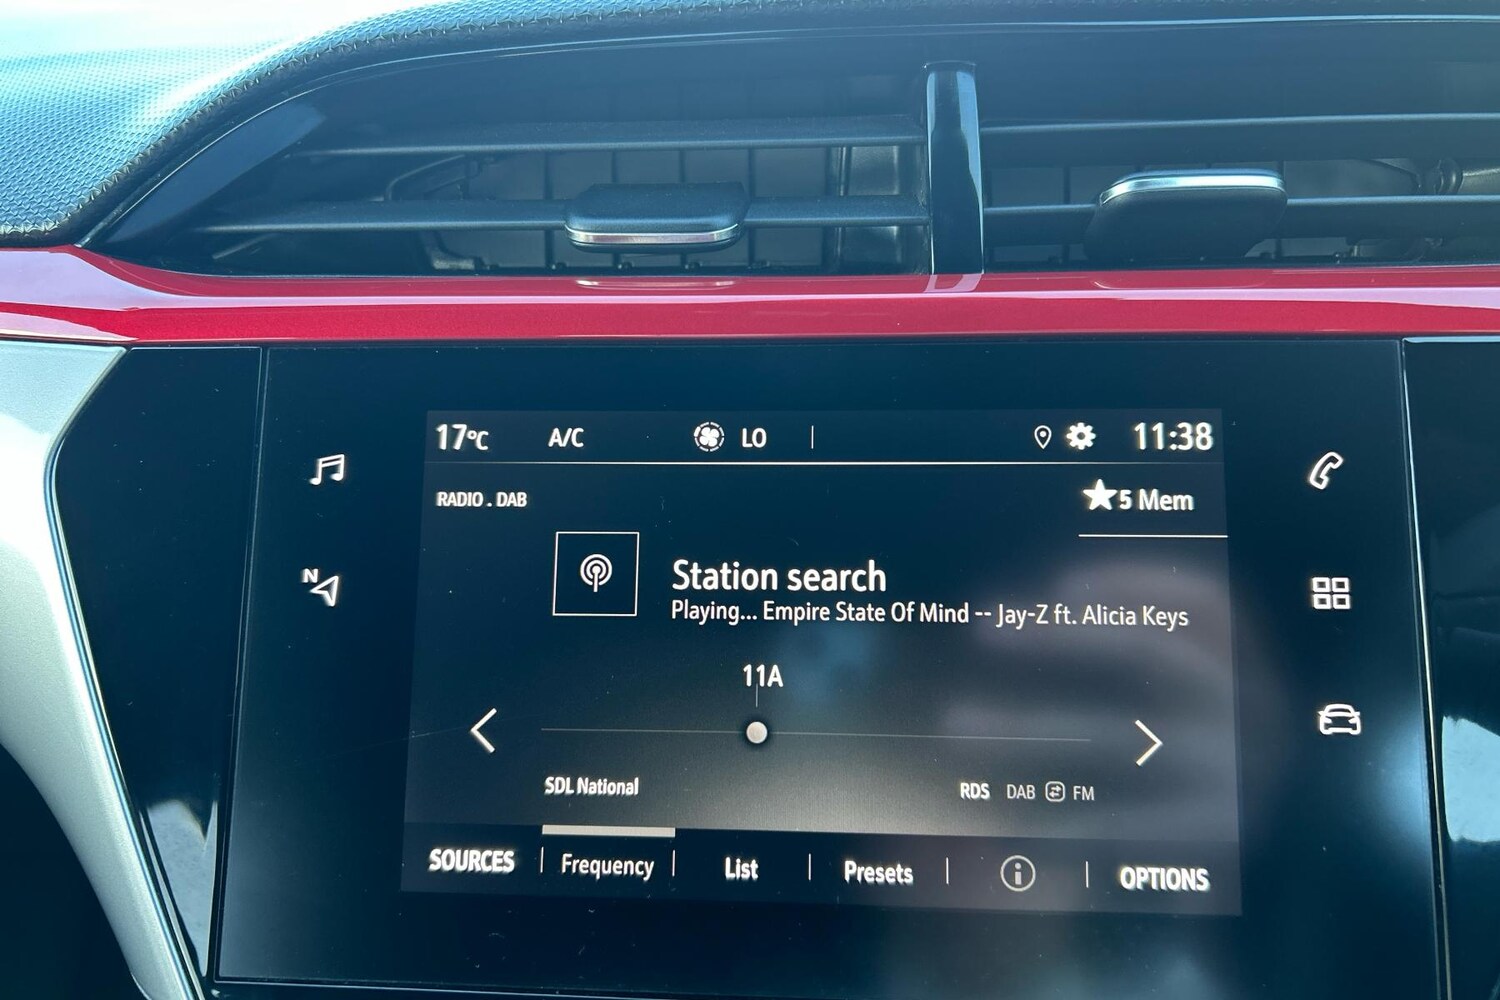 17°C A/C LO 11:38
RADIO . DAB
5 Mem
Station search
Playing... Empire State Of Mind -- Jay-Z ft. Alicia Keys
11A
N
SDL National
RDS DAB FM
SOURCES Frequency List Presets OPTIONS